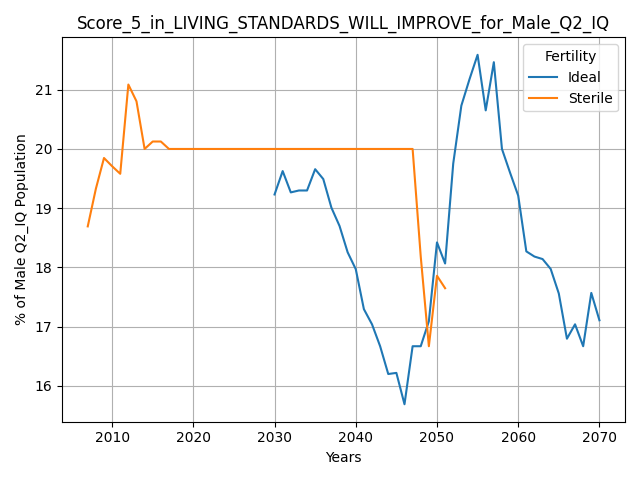 Score_5_in_LIVING_STANDARDS_WILL_IMPROVE_for_Male_Q2_IQ
Fertility
Ideal
Sterile
% of Male Q2_IQ Population
21
20
19
18
17
16
2010 2020 2030 2040 2050 2060 2070
Years